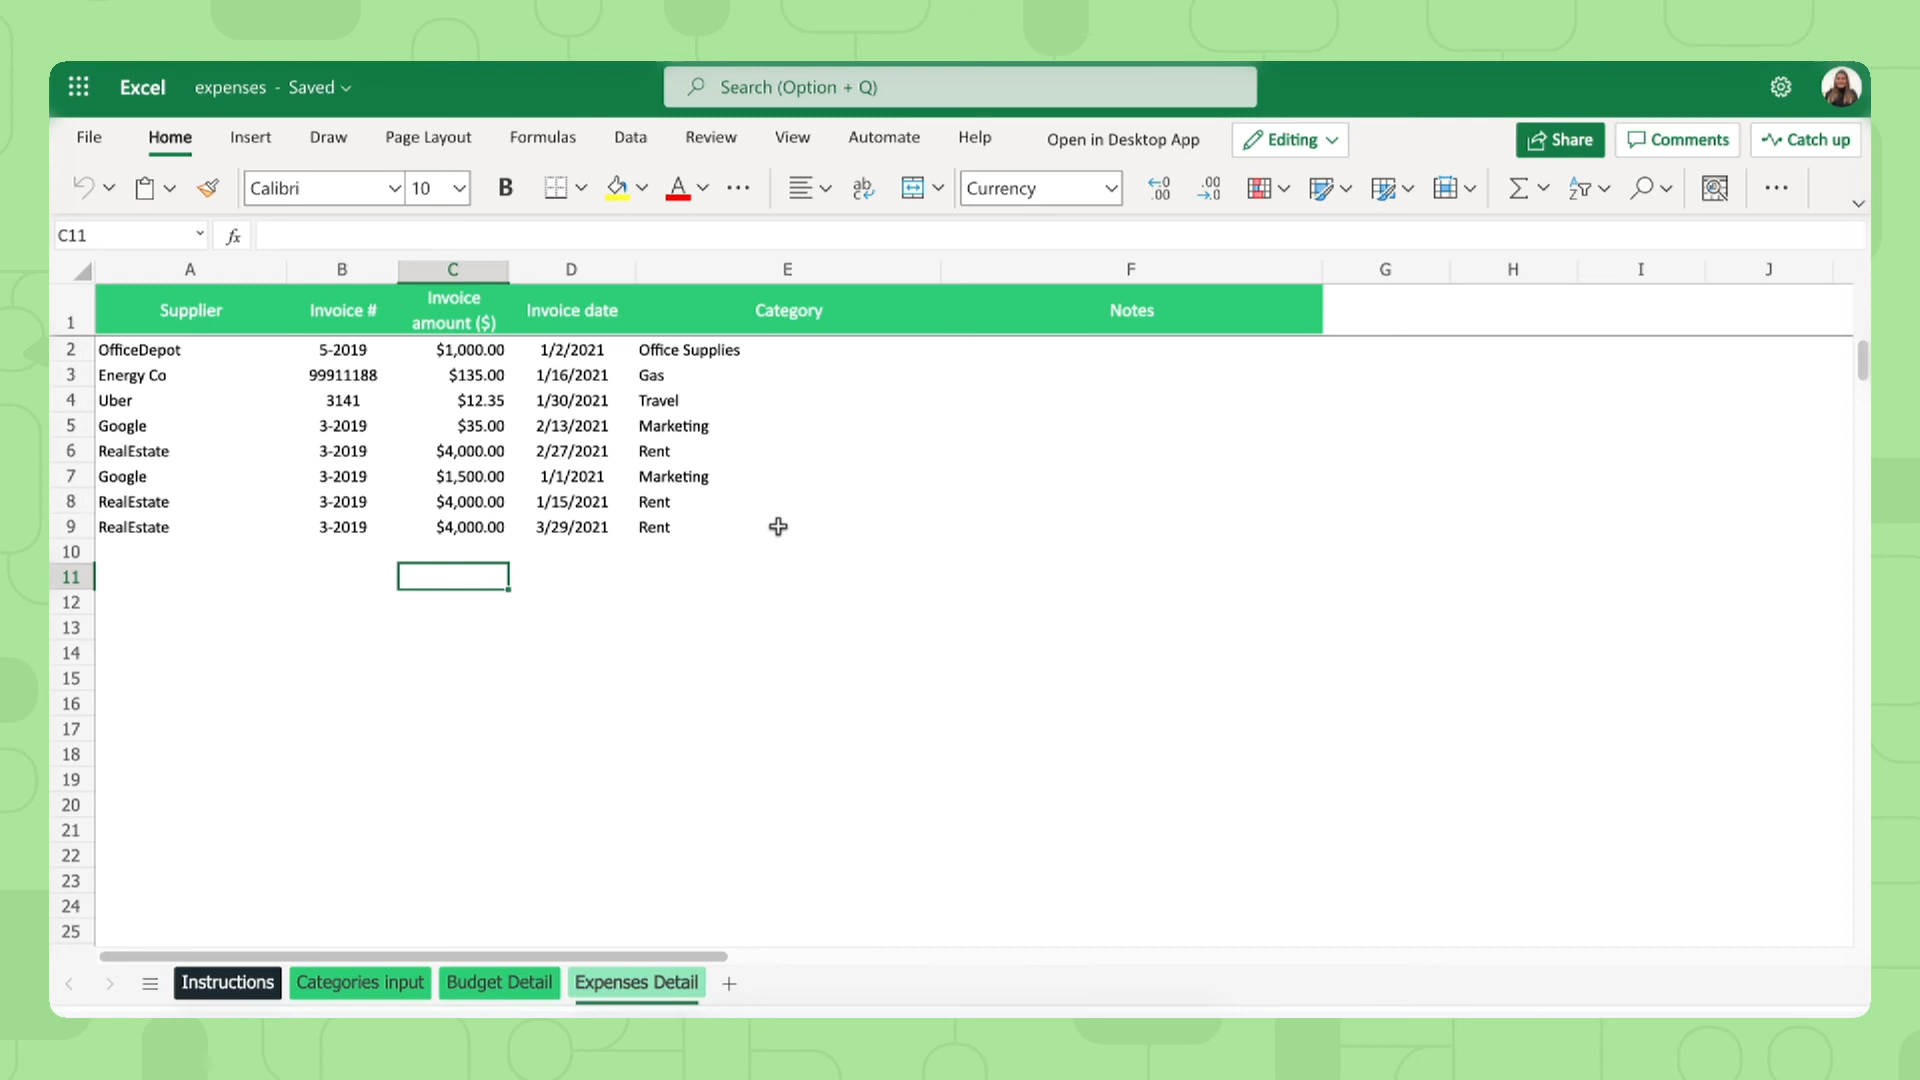 Excel expenses - Saved Search (Option + Q)
File Home Insert Draw Page Layout Formulas Data Review View Automate Help Open in Desktop App Editing Share Comments Catch up
Calibri 10 B A ab c ←0 .00 .00 →0 Currency
C11 fx
A B C D E F G H I J
1 Supplier Invoice # Invoice amount ($) Invoice date Category Notes
2 OfficeDepot 5-2019 $1,000.00 1/2/2021 Office Supplies
3 Energy Co 99911188 $135.00 1/16/2021 Gas
4 Uber 3141 $12.35 1/30/2021 Travel
5 Google 3-2019 $35.00 2/13/2021 Marketing
6 RealEstate 3-2019 $4,000.00 2/27/2021 Rent
7 Google 3-2019 $1,500.00 1/1/2021 Marketing
8 RealEstate 3-2019 $4,000.00 1/15/2021 Rent
9 RealEstate 3-2019 $4,000.00 3/29/2021 Rent
10
11
12
13
14
15
16
17
18
19
20
21
22
23
24
25
Instructions Categories input Budget Detail Expenses Detail +